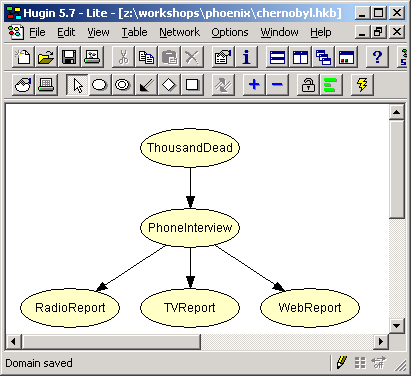 Hugin 5.7 - Lite - [z:\workshops\phoenix\chernobyl.hkb]
File Edit View Table Network Options Window Help
ThousandDead
PhoneInterview
RadioReport TVReport WebReport
Domain saved